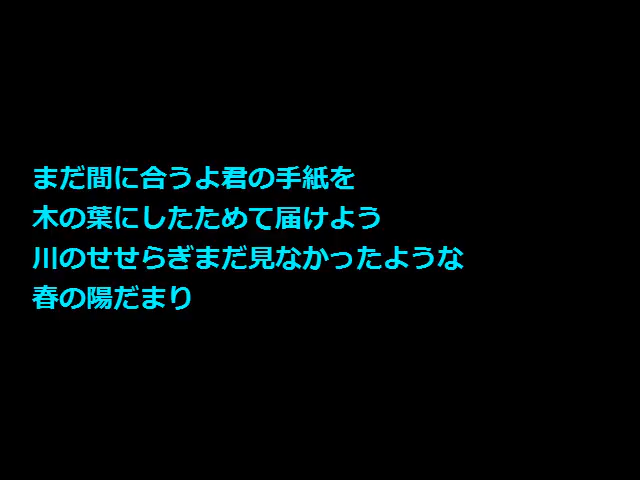 まだ間に合うよ君の手紙を
木の葉にしたためて届けよう
川のせせらぎまだ見なかったような
春の陽だまり